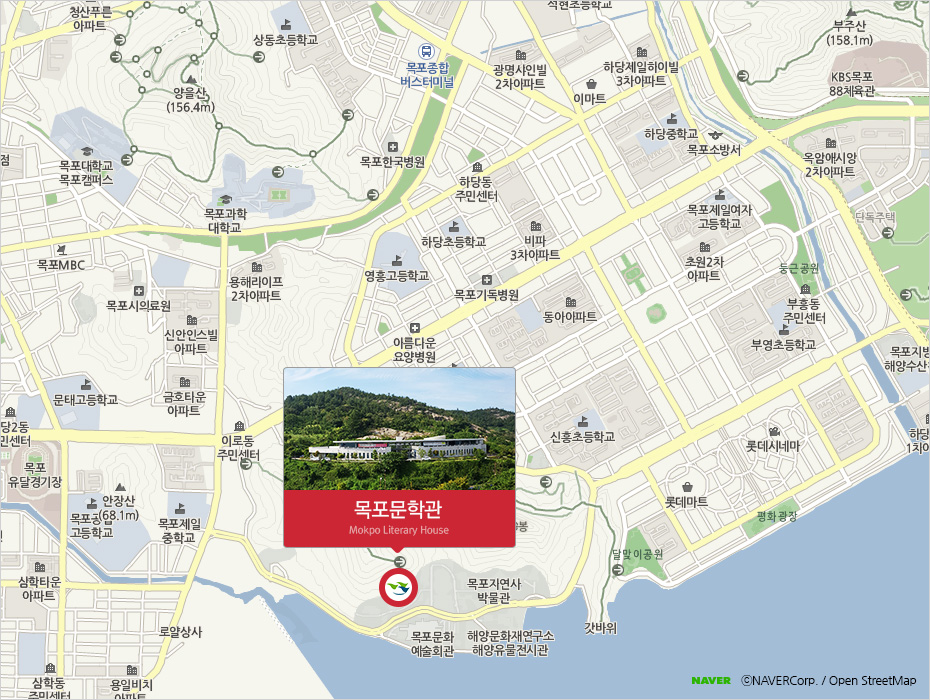 청산푸른
아파트
상동초등학교
석현초등학교
목포종합
버스터미널
광명샤인빌
2차아파트
하당제일하이빌
3차아파트
이마트
부주산
(158.1m)
KBS목포
88체육관
양을산
(156.4m)
하당중학교
목포소방서
옥암애시앙
2차아파트
목포한국병원
목포대학교
목포캠퍼스
점
하당동
주민센터
목포과학
대학교
목포제일여자
고등학교
단독주택
하당초등학교
비파
3차아파트
목포MBC
영흥고등학교
초원2차
아파트
둥근공원
용해리이프
2차아파트
목포시의료원
목포기독병원
동아아파트
부흥동
주민센터
신안인스빌
아파트
아름다운
요양병원
부영초등학교
목포지방
해양수산
문태고등학교
금호타운
아파트
당2동
민센터
이로동
주민센터
신흥초등학교
롯데시네마
하당
1차아
목포
유달경기장
목포문학관
Mokpo Literary House
롯데마트
안장산
(68.1m)
목포공업
고등학교
목포제일
중학교
봉
평화광장
달맞이공원
삼학타운
아파트
목포자연사
박물관
로얄상사
목포문화
예술회관
해양문화재연구소
해양유물전시관
갓바위
삼학동
주민센터
용일비치
아파트
NAVER ⓒNAVERCorp. / Open StreetMap